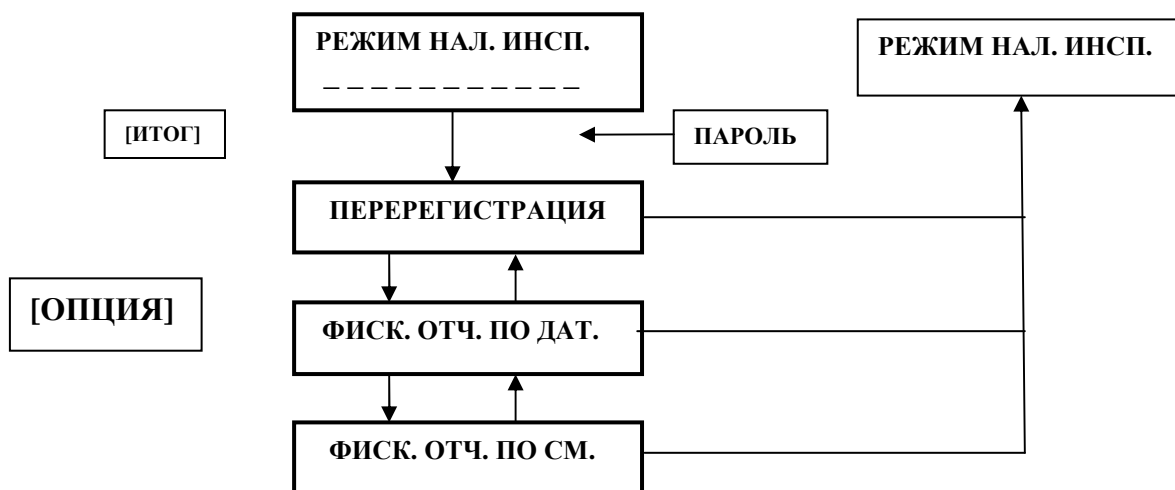 РЕЖИМ НАЛ. ИНСП.
_ _ _ _ _ _ _ _ _ _ _
РЕЖИМ НАЛ. ИНСП.
[ИТОГ]
ПАРОЛЬ
ПЕРЕРЕГИСТРАЦИЯ
[ОПЦИЯ]
ФИСК. ОТЧ. ПО ДАТ.
ФИСК. ОТЧ. ПО СМ.